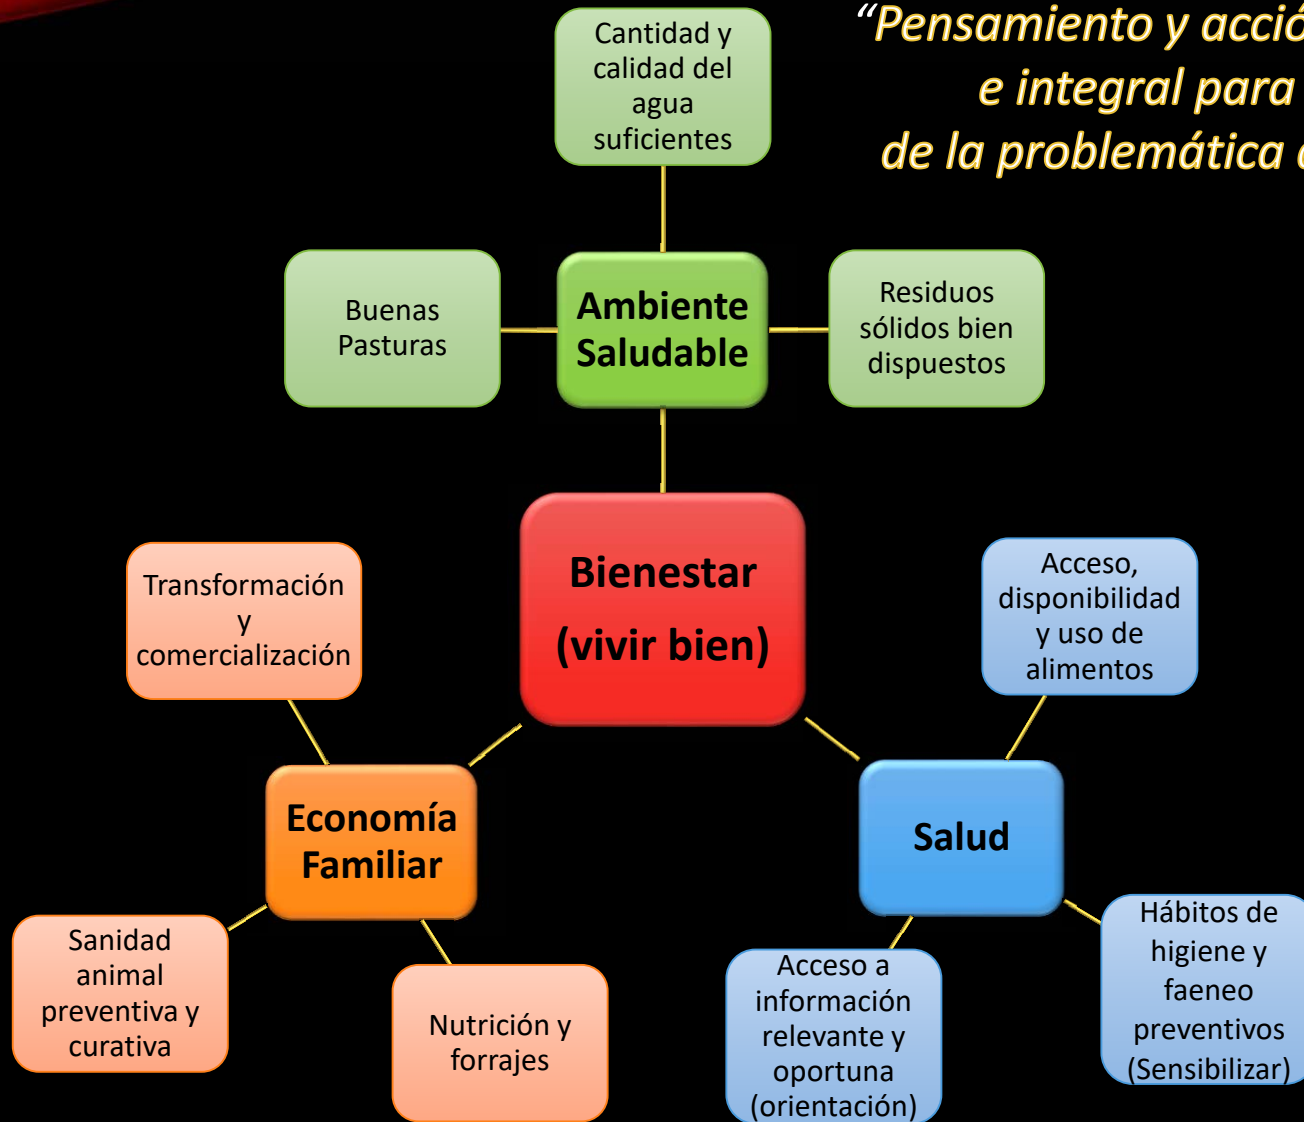 “Pensamiento y acció
e integral para
de la problemática
Cantidad y
calidad del
agua
suficientes
Buenas
Pasturas
Ambiente
Saludable
Residuos
sólidos bien
dispuestos
Bienestar
(vivir bien)
Transformación
y
comercialización
Acceso,
disponibilidad
y uso de
alimentos
Economía
Familiar
Salud
Sanidad
animal
preventiva y
curativa
Nutrición y
forrajes
Acceso a
información
relevante y
oportuna
(orientación)
Hábitos de
higiene y
faeneo
preventivos
(Sensibilizar)